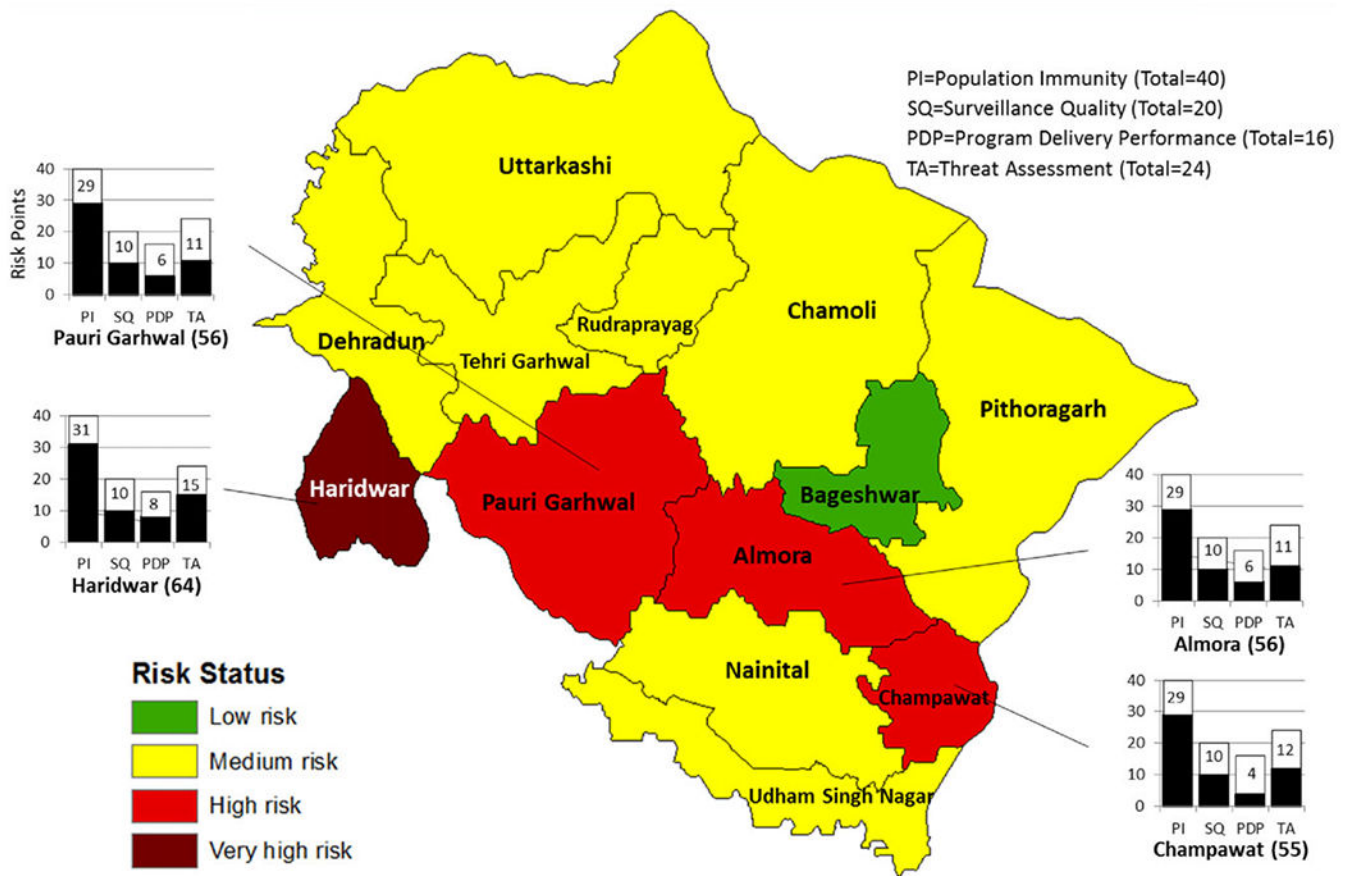 PI=Population Immunity (Total=40)
SQ=Surveillance Quality (Total=20)
PDP=Program Delivery Performance (Total=16)
TA=Threat Assessment (Total=24)
Risk Points
40
30
20
10
0
29
10
6
11
PI SQ PDP TA
Pauri Garhwal (56)
40
30
20
10
0
31
10
8
15
PI SQ PDP TA
Haridwar (64)
Uttarkashi
Chamoli
Rudraprayag
Dehradun
Tehri Garhwal
Pithoragarh
Haridwar
Pauri Garhwal
Bageshwar
Almora
Nainital
Champawat
Udham Singh Nagar
40
30
20
10
0
29
10
6
11
PI SQ PDP TA
Almora (56)
40
30
20
10
0
29
10
4
12
PI SQ PDP TA
Champawat (55)
Risk Status
Low risk
Medium risk
High risk
Very high risk